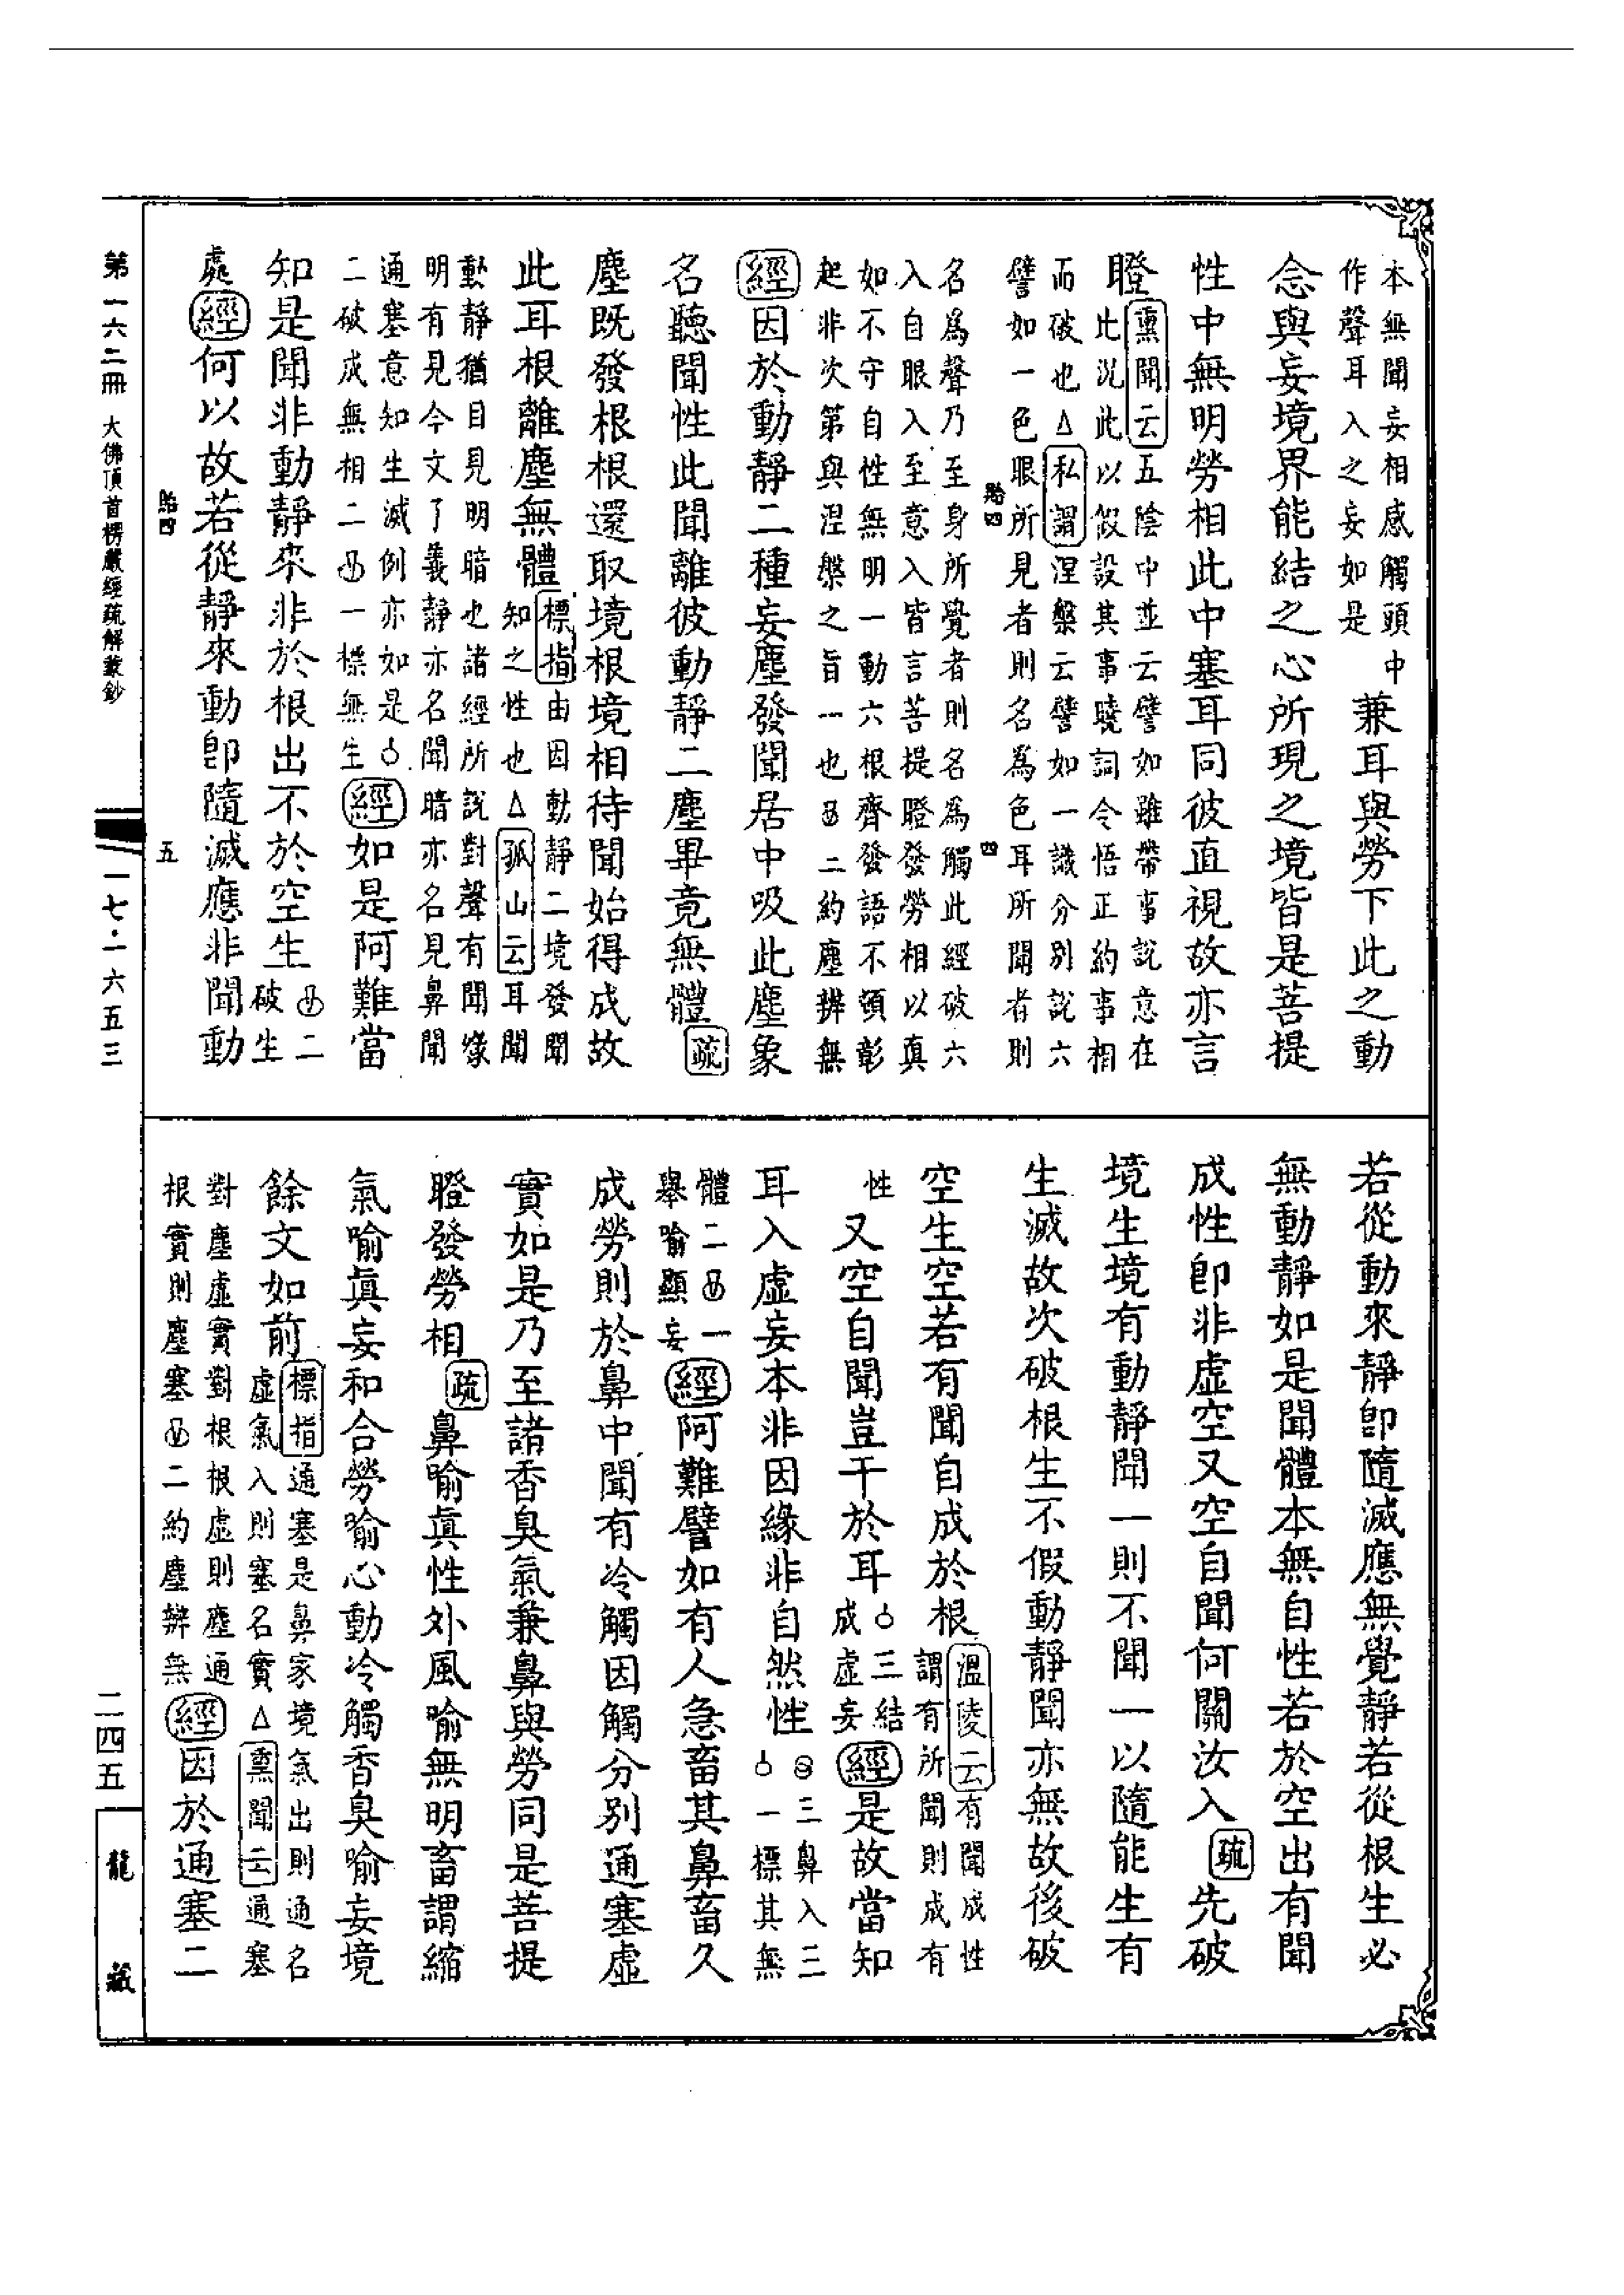 本無聞妄相感觸頭中
作聲耳入之妄如是
兼耳與勞下此之動
念與妄境界能結之心所現之境皆是菩提
性中無明勞相此中塞耳同彼直視故亦言
瞪
熏聞云五陰中並云譬如雖帶事說意在
比況此以假設其事曉詞令悟正約事相
而破也△私謂涅槃云譬如一識分別說六
譬如一色眼所見者則名為色耳所聞者則
貽四
四
名為聲乃至身所覺者則名為觸此經破六
入自眼入至意入皆言菩提瞪發勞相以真
如不守自性無明一動六根齊發語不頓彰
起非次第與涅槃之旨一也 二約塵辨無
經因於動靜二種妄塵發聞居中吸此塵象
名聽聞性此聞離彼動靜二塵畢竟無體疏
塵既發根根還取境根境相待聞始得成故
此耳根離塵無體
標指由因動靜二境發聞
知之性也△孤山云耳聞
動靜猶目見明暗也諸經所說對聲有聞緣
明有見今文了義靜亦名聞暗亦名見鼻聞
通塞意知生滅例亦如是
二破成無相二 一標無生
經如是阿難當
知是聞非動靜來非於根出不於空生
二
破生
處經何以故若從靜來動卽隨滅應非聞動
若從動來靜卽隨滅應無覺靜若從根生必
無動靜如是聞體本無自性若於空出有聞
成性卽非虛空又空自聞何關汝入疏先破
境生境有動靜聞一則不聞一以隨能生有
生滅故次破根生不假動靜聞亦無故後破
空生空若有聞自成於根
溫陵云有聞成性
謂有所聞則成有
性
又空自聞豈干於耳
三結
成虛妄
經是故當知
耳入虛妄本非因緣非自然性
三鼻入三
一標其無
體二 一
舉喻顯妄
經阿難譬如有人急畜其鼻畜久
成勞則於鼻中聞有冷觸因觸分別通塞虛
實如是乃至諸香臭氣兼鼻與勞同是菩提
瞪發勞相疏鼻喻真性外風喻無明畜謂縮
氣喻真妄和合勞喻心動冷觸香臭喻妄境
餘文如前
標指通塞是鼻家境氣出則通名
虛氣入則塞名實△熏聞云通塞
對塵虛實對根根虛則塵通
根實則塵塞 二約塵辨無
經因於通塞二
第一六二冊 大佛頂首楞嚴經疏解蒙鈔
貽四
五
一七·一六五三
二四五
龍藏